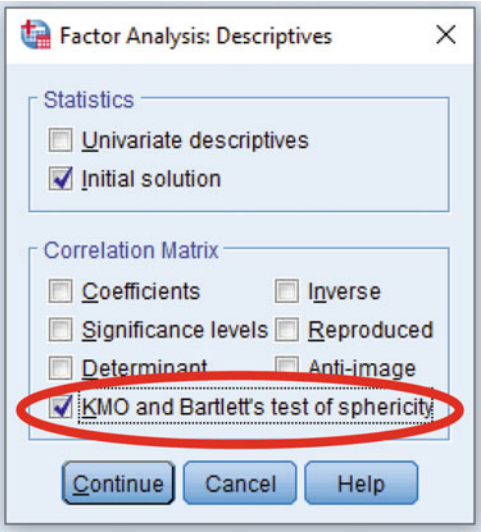 Factor Analysis: Descriptives
Statistics
Univariate descriptives
Initial solution
Correlation Matrix
Coefficients Inverse
Significance levels Reproduced
Determinant Anti-image
KMO and Bartlett's test of sphericity
Continue Cancel Help